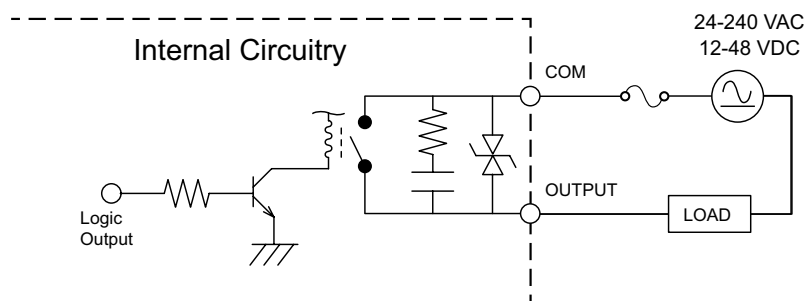 24-240 VAC
12-48 VDC
Internal Circuitry
COM
OUTPUT
LOAD
Logic
Output